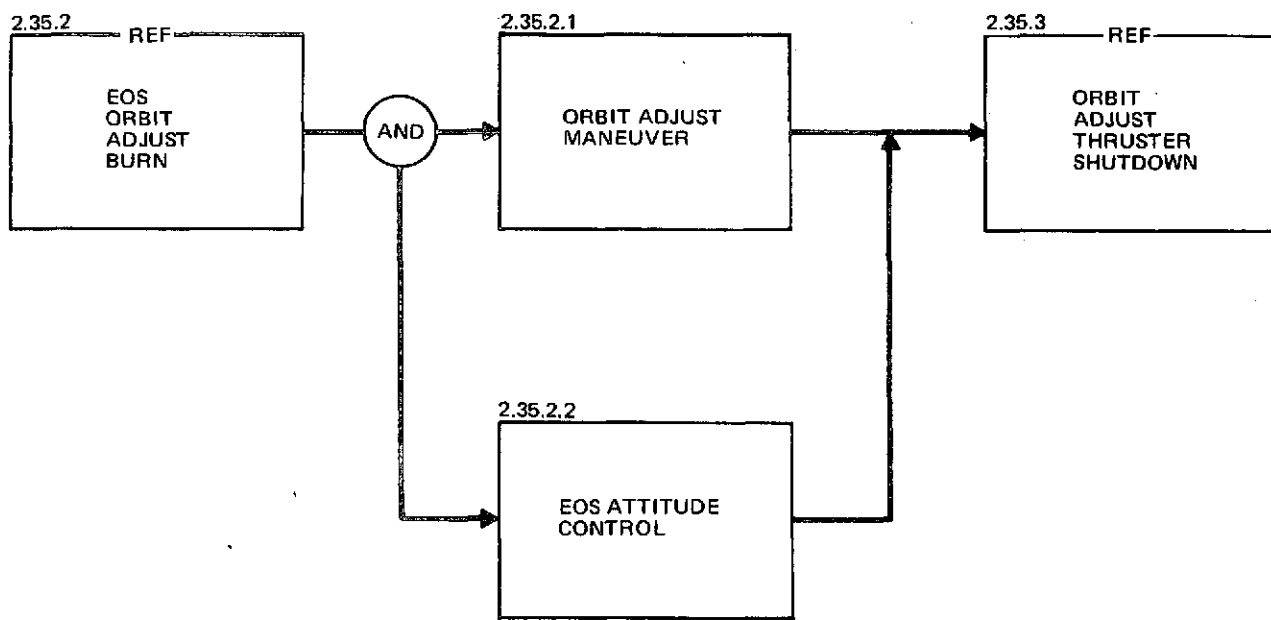 2.35.2
REF
EOS
ORBIT
ADJUST
BURN
AND
2.35.2.1
ORBIT ADJUST
MANEUVER
2.35.3
REF
ORBIT
ADJUST
THRUSTER
SHUTDOWN
2.35.2.2
EOS ATTITUDE
CONTROL